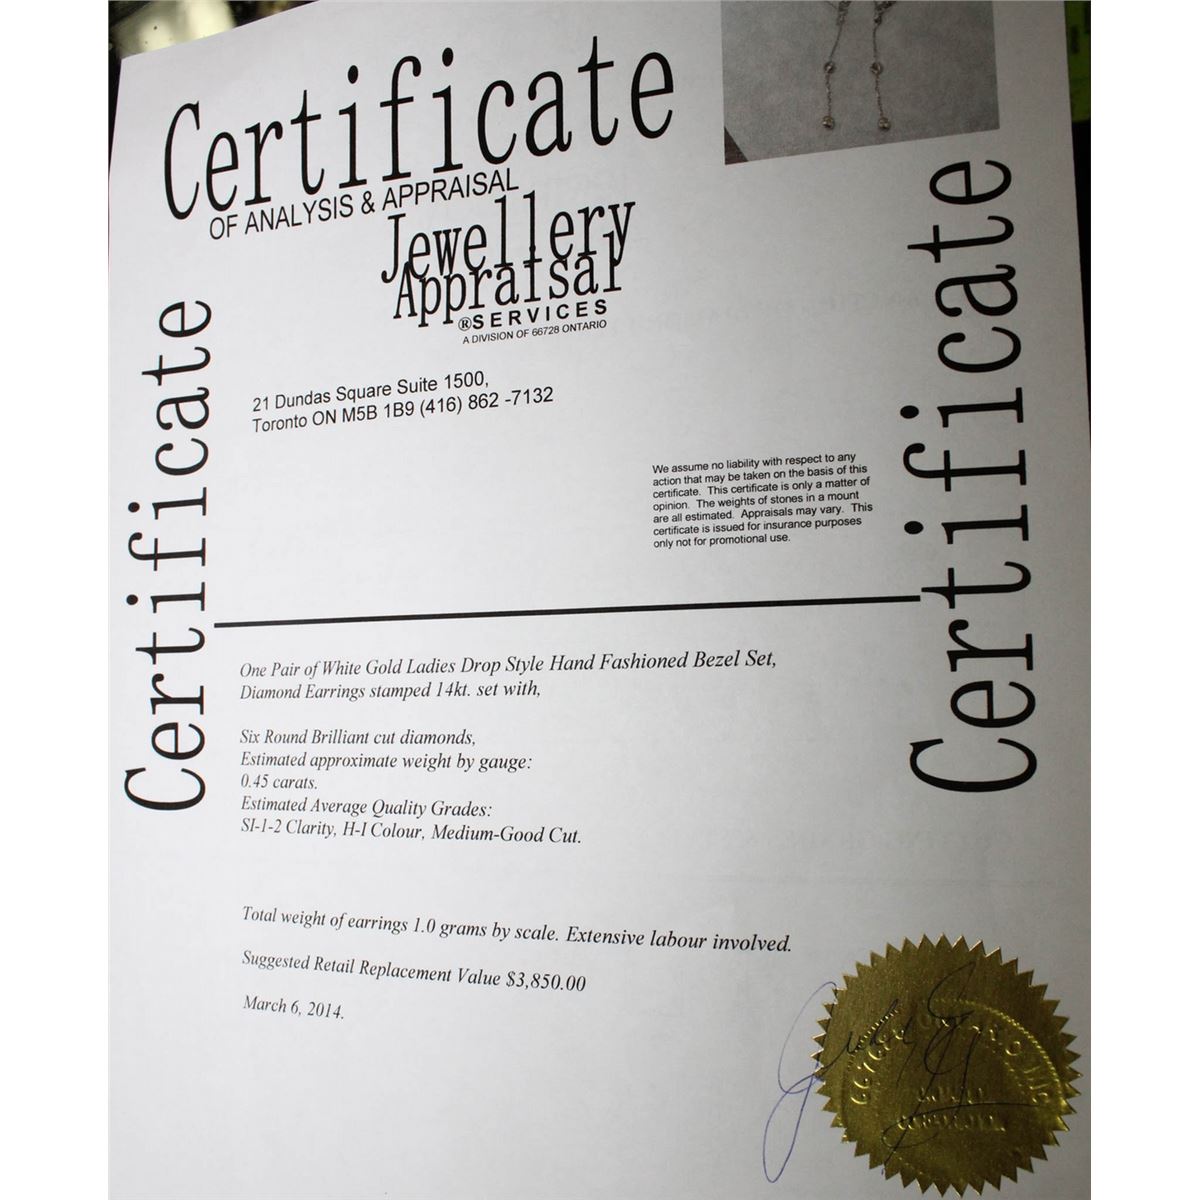 Certificate
OF ANALYSIS & APPRAISAL
Jewellery
Appraisal
®SERVICES
A DIVISION OF 66728 ONTARIO
21 Dundas Square Suite 1500,
Toronto ON M5B 1B9 (416) 862 -7132
We assume no liability with respect to any
action that may be taken on the basis of this
certificate. This certificate is only a matter of
opinion. The weights of stones in a mount
are all estimated. Appraisals may vary. This
certificate is issued for insurance purposes
only not for promotional use.
Certificate
Certificate
One Pair of White Gold Ladies Drop Style Hand Fashioned Bezel Set,
Diamond Earrings stamped 14kt. set with,
Six Round Brilliant cut diamonds,
Estimated approximate weight by gauge:
0.45 carats.
Estimated Average Quality Grades:
SI-1-2 Clarity, H-I Colour, Medium-Good Cut.
Total weight of earrings 1.0 grams by scale. Extensive labour involved.
Suggested Retail Replacement Value $3,850.00
March 6, 2014.